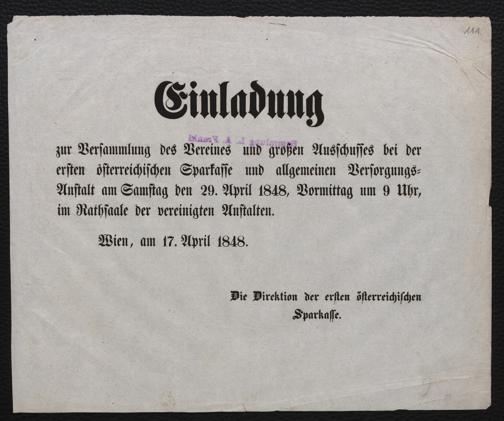 111.
Einladung
zur Versammlung des Vereines und großen Ausschusses bei der
ersten österreichischen Sparkasse und allgemeinen Versorgungs-
Anstalt am Samstag den 29. April 1848, Vormittag um 9 Uhr,
im Rathsaale der vereinigten Anstalten.
Wien, am 17. April 1848.
Die Direktion der ersten österreichischen
Sparkasse.